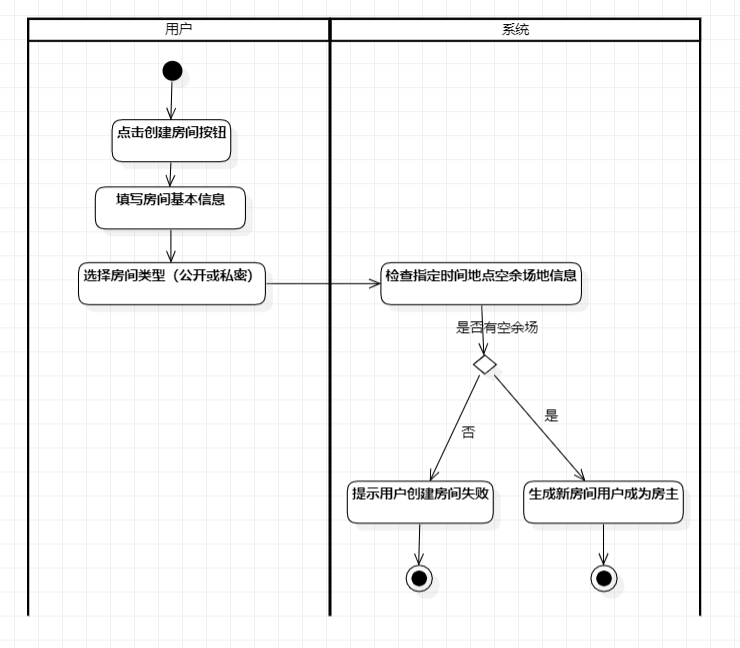 用户
系统
点击创建房间按钮
填写房间基本信息
选择房间类型（公开或私密）
检查指定时间地点空余场地信息
是否有空余场
否
是
提示用户创建房间失败
生成新房间用户成为房主